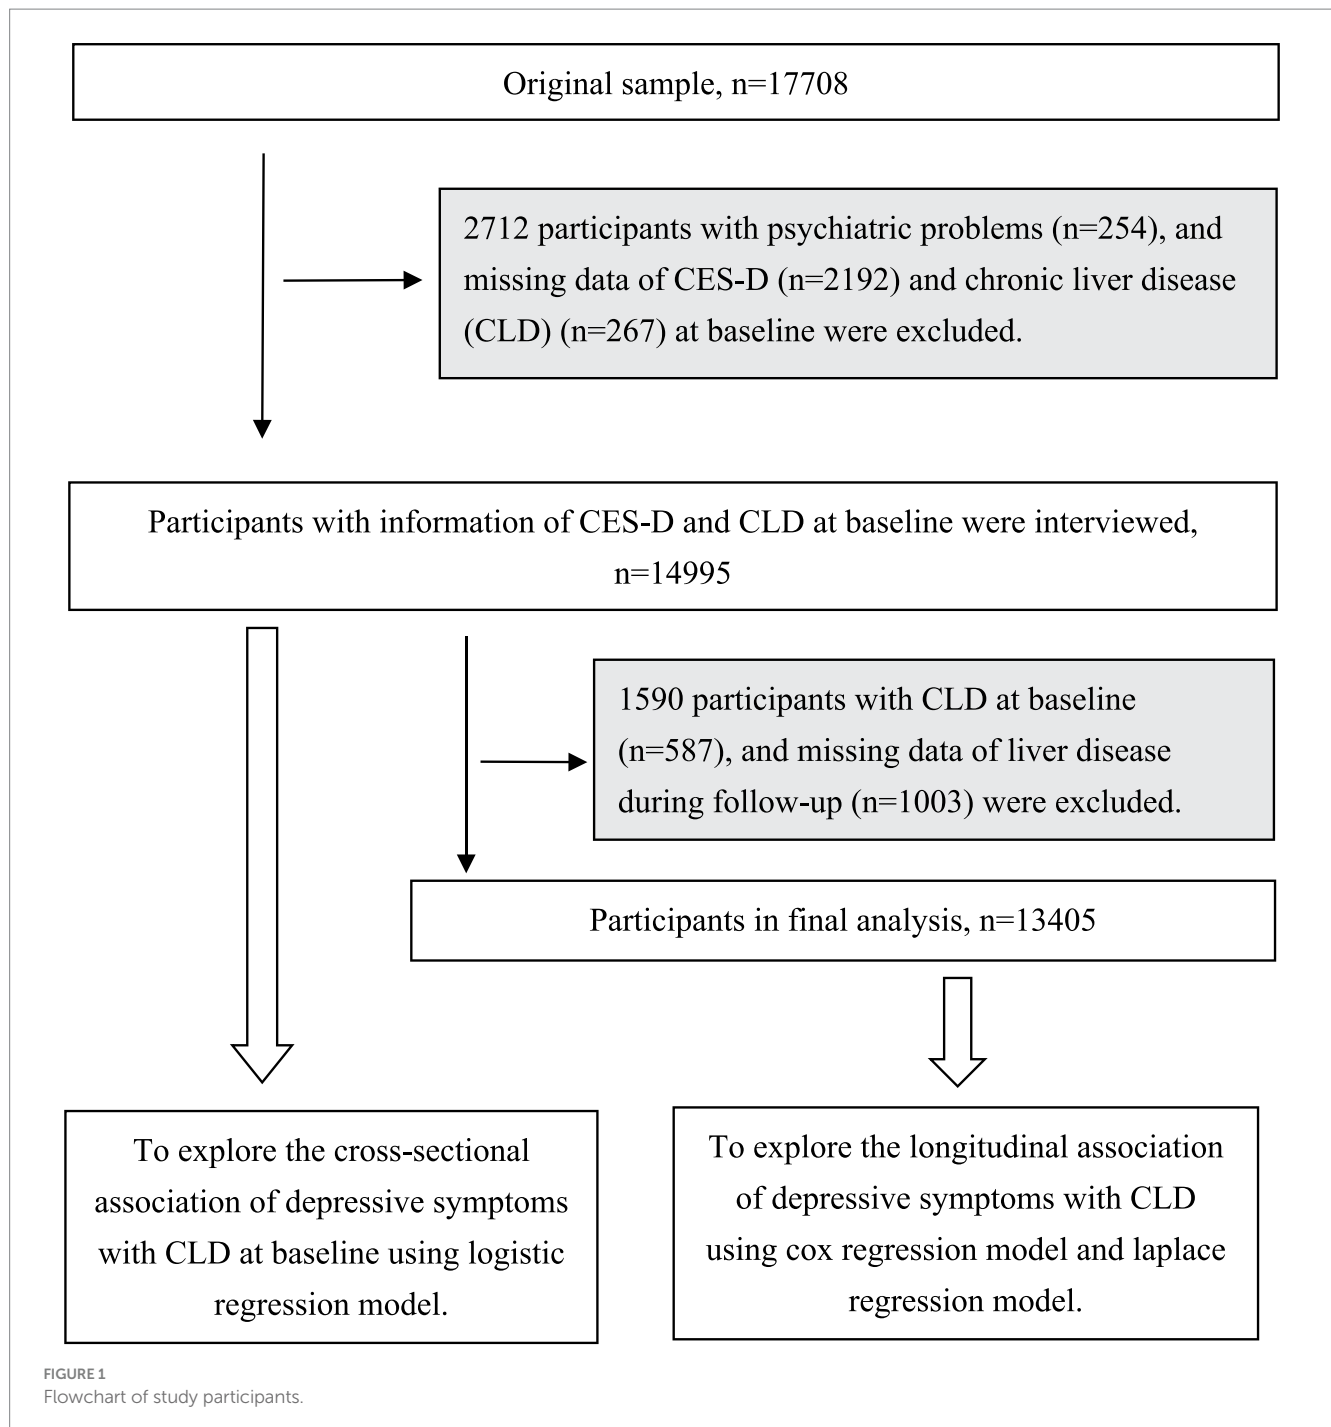 Original sample, n=17708
2712 participants with psychiatric problems (n=254), and
missing data of CES-D (n=2192) and chronic liver disease
(CLD) (n=267) at baseline were excluded.
Participants with information of CES-D and CLD at baseline were interviewed,
n=14995
1590 participants with CLD at baseline
(n=587), and missing data of liver disease
during follow-up (n=1003) were excluded.
Participants in final analysis, n=13405
To explore the cross-sectional
association of depressive symptoms
with CLD at baseline using logistic
regression model.
To explore the longitudinal association
of depressive symptoms with CLD
using cox regression model and laplace
regression model.
FIGURE 1
Flowchart of study participants.